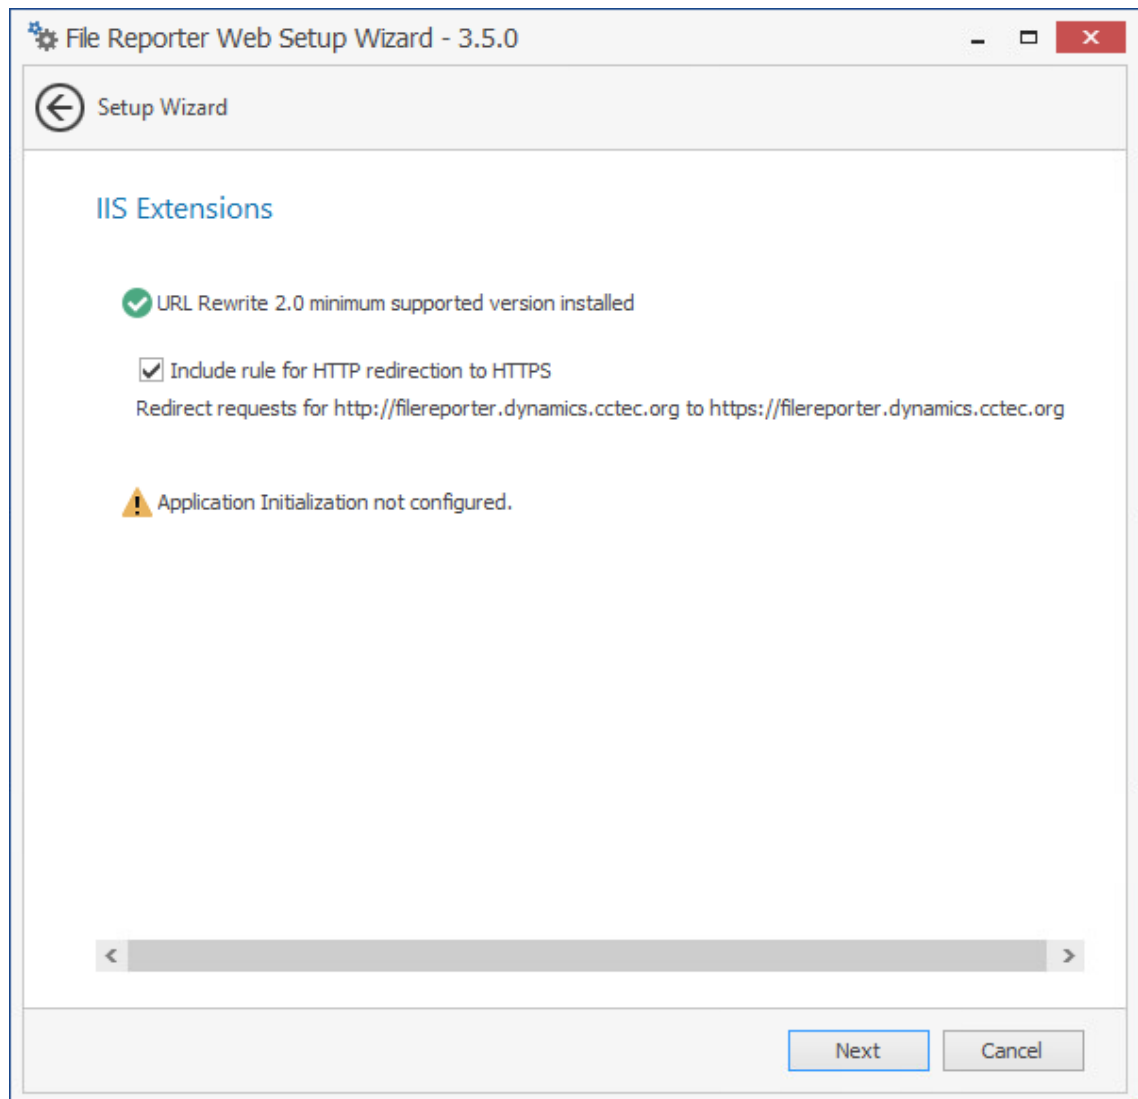 File Reporter Web Setup Wizard - 3.5.0
Setup Wizard
IIS Extensions
URL Rewrite 2.0 minimum supported version installed
Include rule for HTTP redirection to HTTPS
Redirect requests for http://filereporter.dynamics.cctec.org to https://filereporter.dynamics.cctec.org
Application Initialization not configured.
Next Cancel